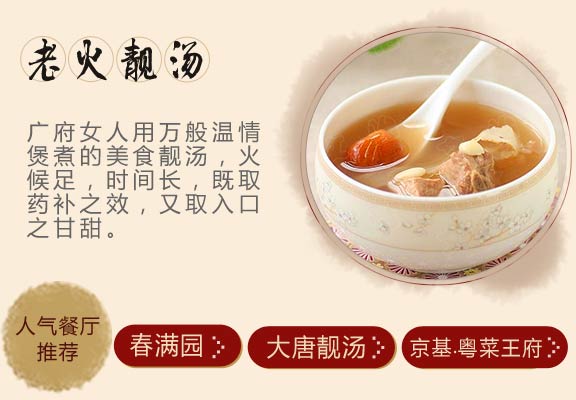 老火靓汤
广府女人用万般温情
煲煮的美食靓汤，火
候足，时间长，既取
药补之效，又取入口
之甘甜。
人气餐厅
推荐
春满园
大唐靓汤
京基·粤菜王府